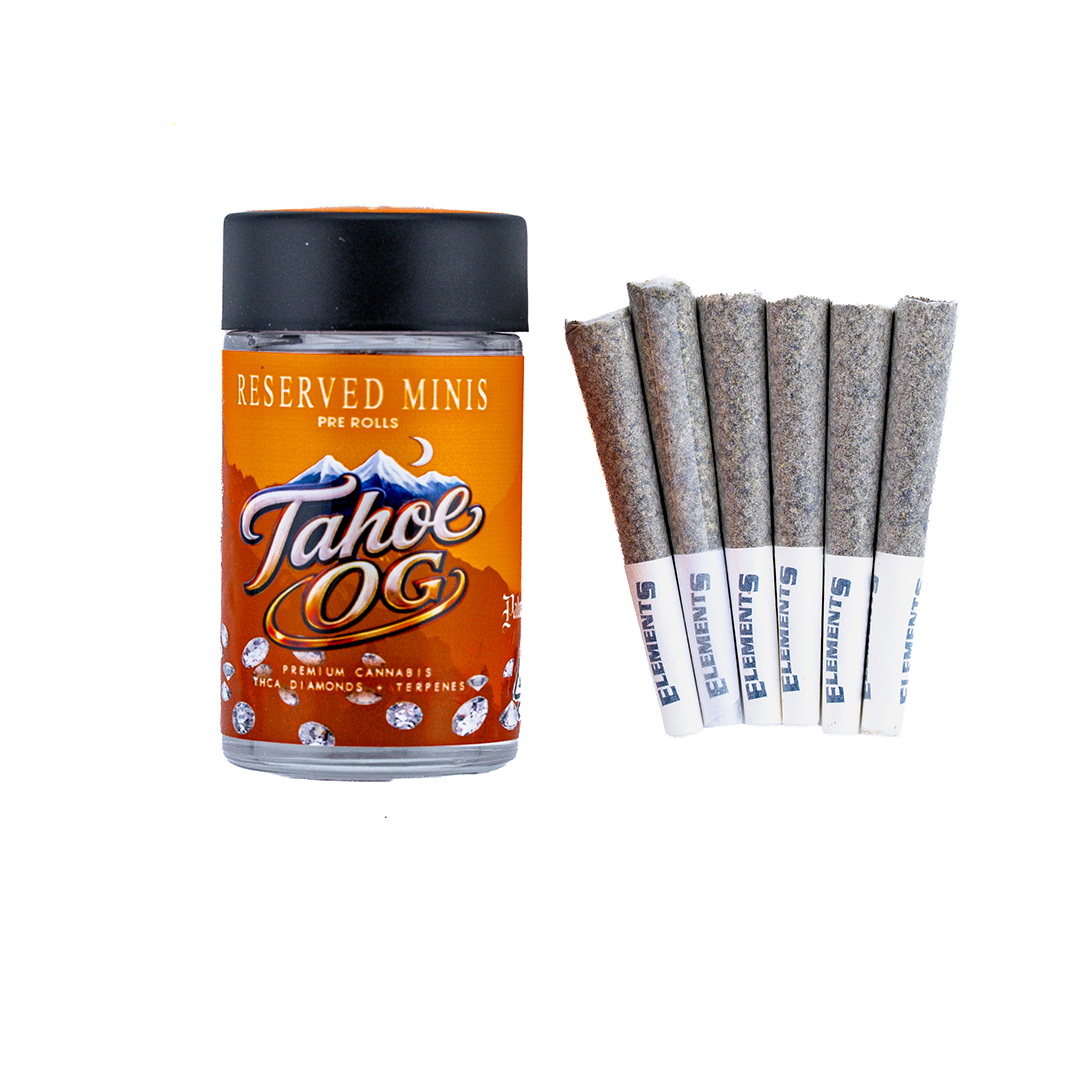 RESERVED MINIS
PRE ROLLS
Tahoe
OG
PREMIUM CANNABIS
THCA DIAMONDS + TERPENES
ELEMENTS
ELEMENTS
ELEMENTS
ELEMENTS
ELEMENTS
ELEMENTS